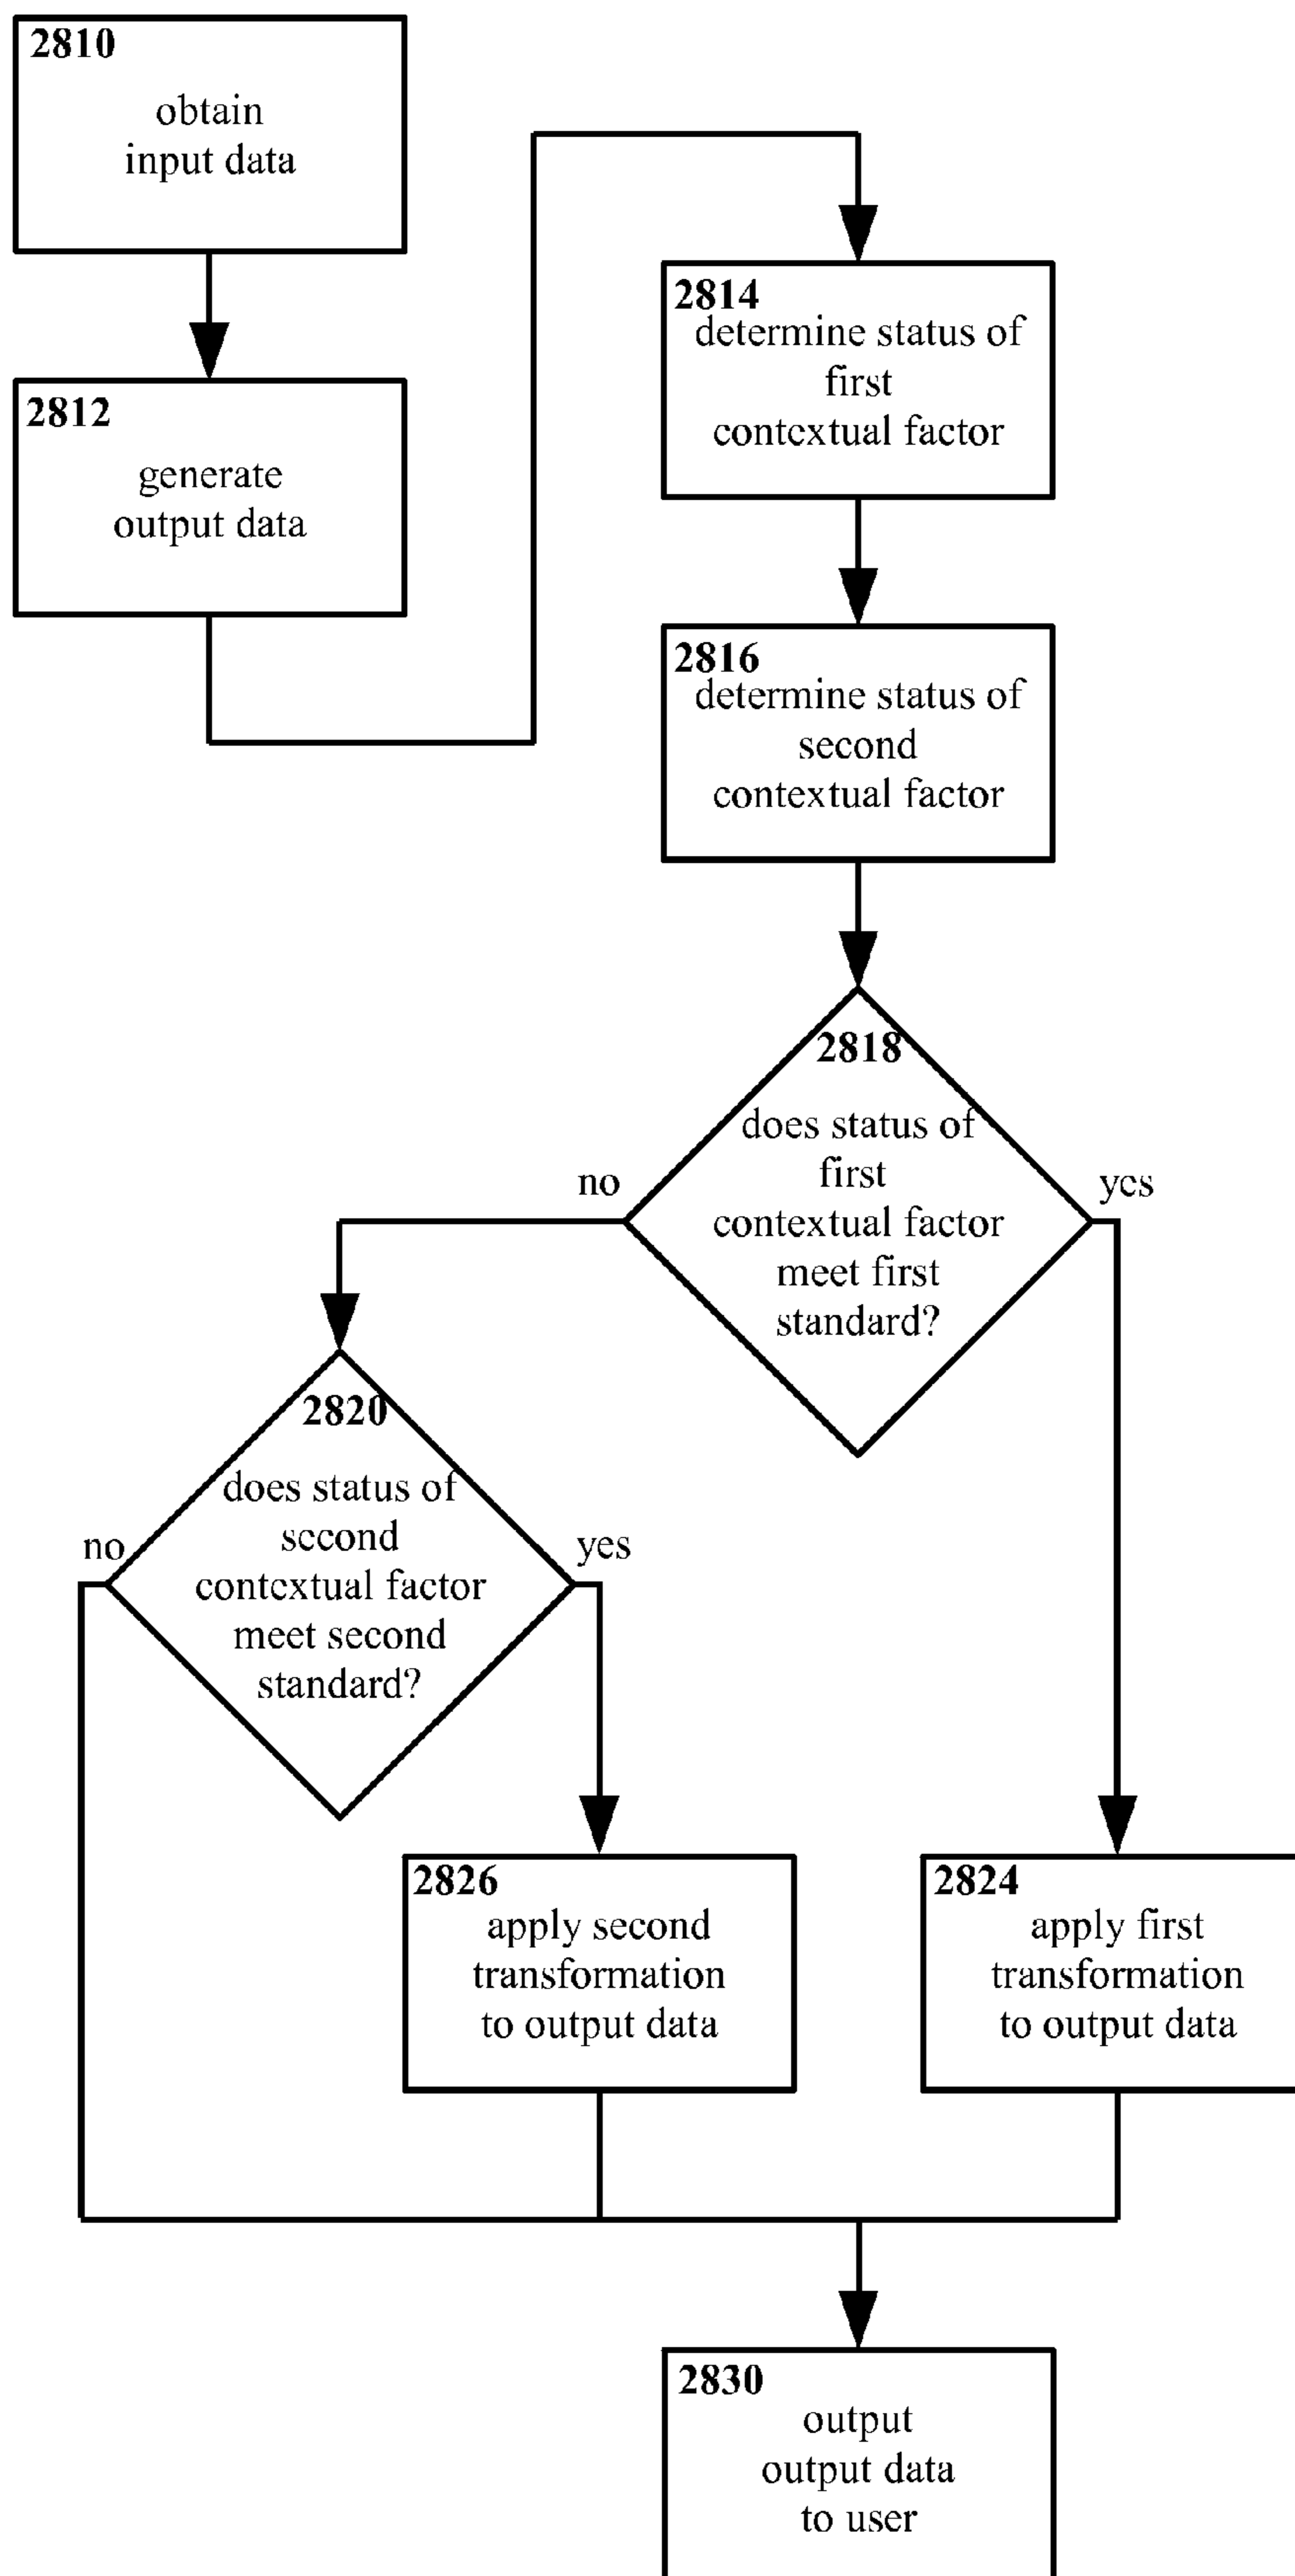 2810
obtain
input data
2812
generate
output data
2814
determine status of
first
contextual factor
2816
determine status of
second
contextual factor
2818
does status of
first
contextual factor
meet first
standard?
no
yes
2820
does status of
second
contextual factor
meet second
standard?
no
yes
2826
apply second
transformation
to output data
2824
apply first
transformation
to output data
2830
output
output data
to user